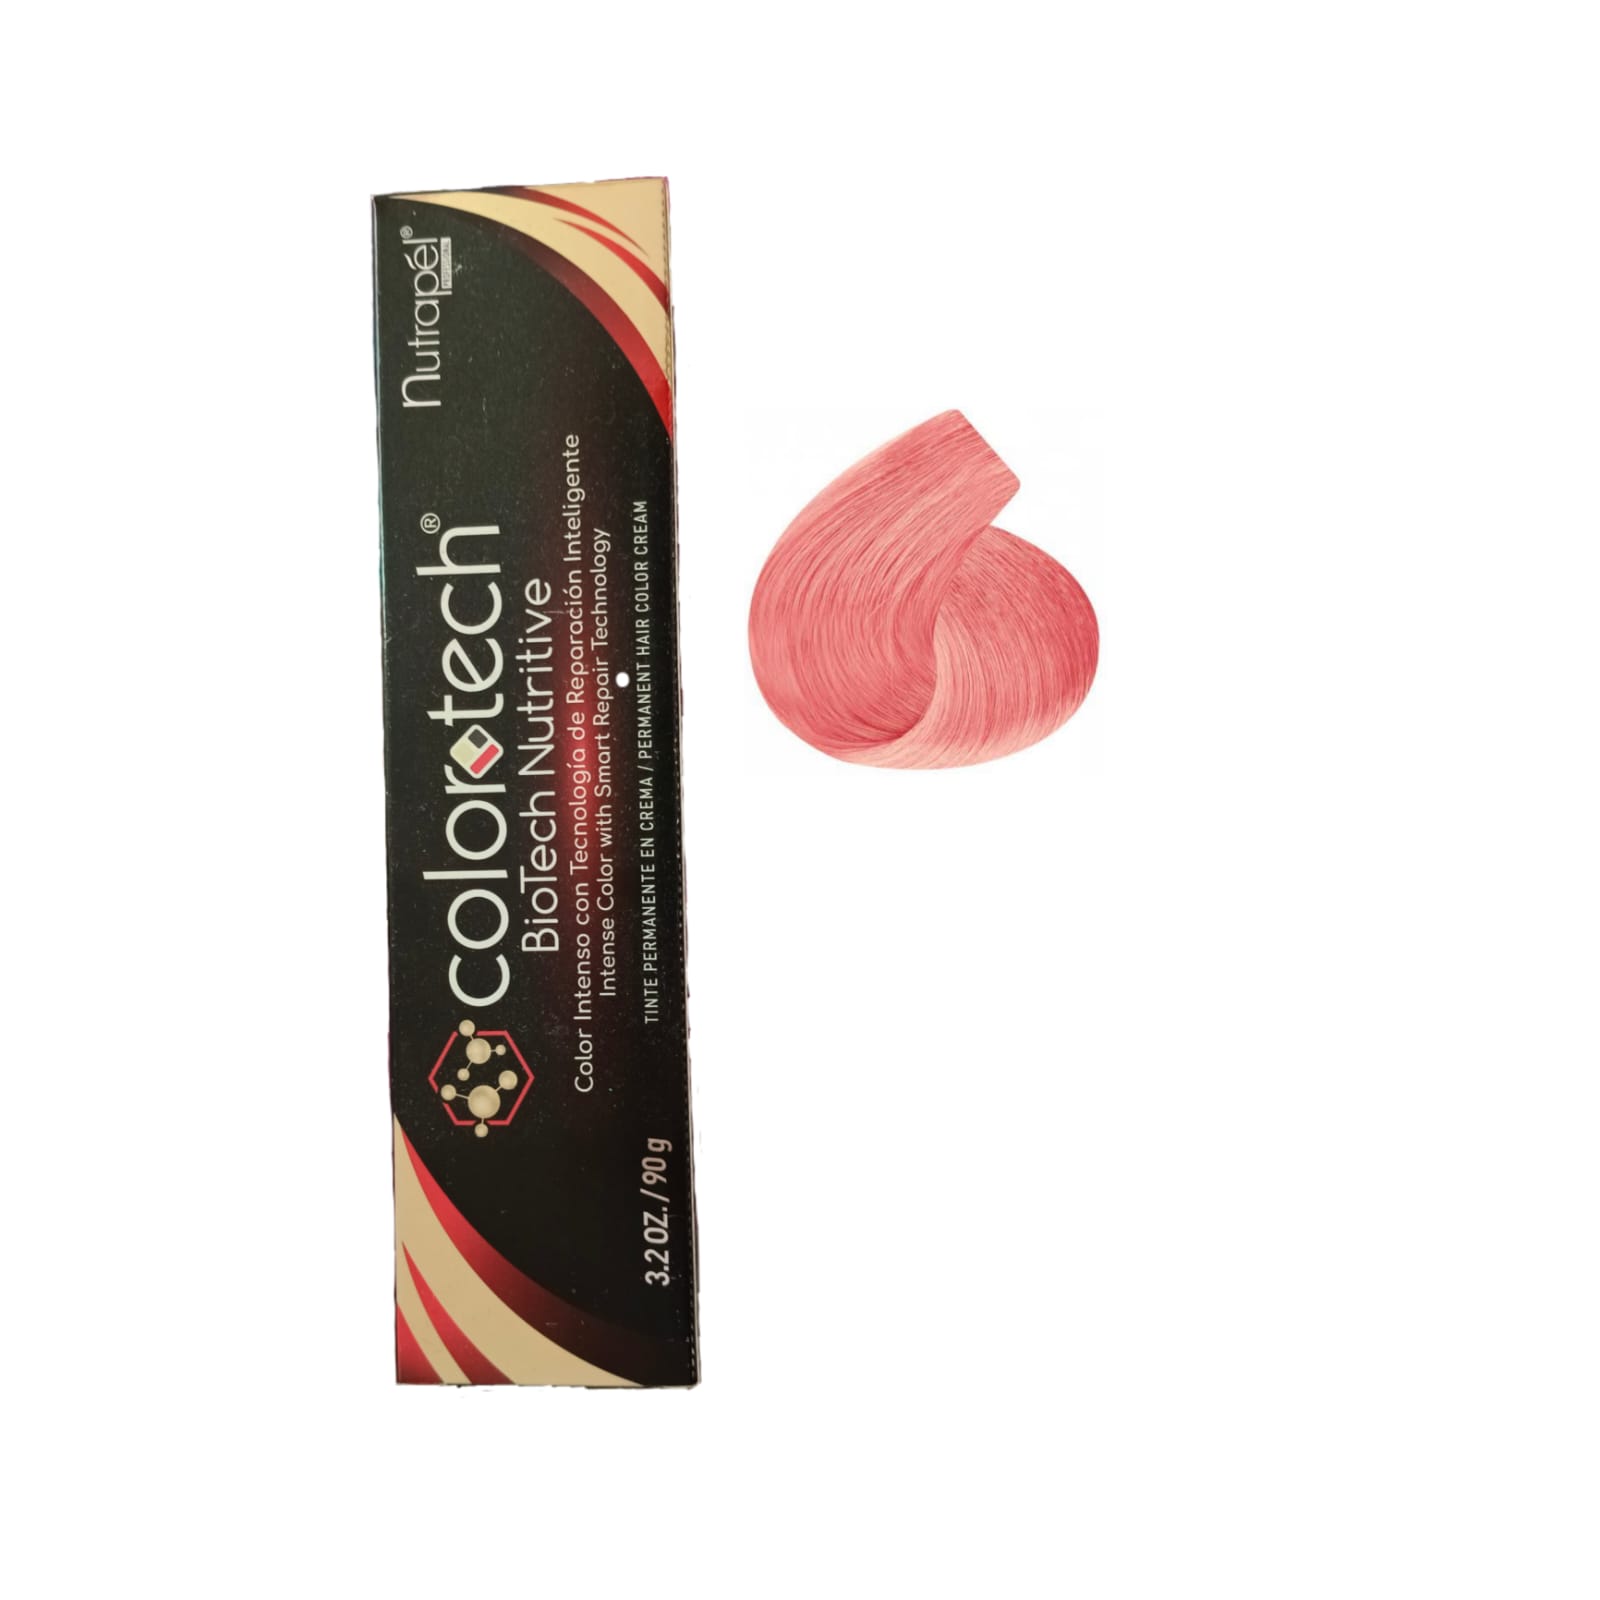 nutrapél®
PROFESSIONAL
colortech®
BioTech Nutritive
Color Intenso con Tecnología de Reparación Inteligente
Intense Color with Smart Repair Technology
TINTE PERMANENTE EN CREMA / PERMANENT HAIR COLOR CREAM
3.2 OZ. / 90 g